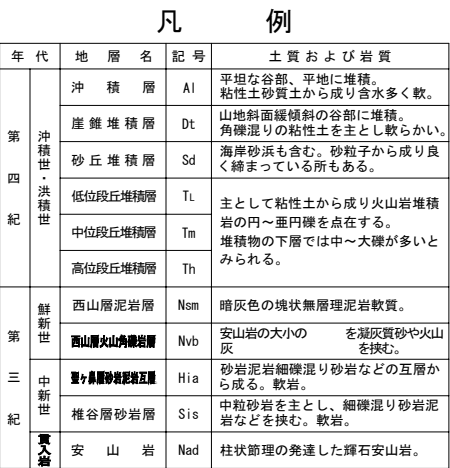 凡 例
年 代 地 層 名 記 号 土 質 お よ び 岩 質
第四紀
沖積世・洪積世
沖 積 層 Al 平坦な谷部、平地に堆積。
粘性土砂質土から成り含水多く軟。
崖 錐 堆 積 層 Dt 山地斜面緩傾斜の谷部に堆積。
角礫混りの粘性土を主とし軟らかい。
砂 丘 堆 積 層 Sd 海岸砂浜も含む。砂粒子から成り良
く締まっている所もある。
低位段丘堆積層 TL
中位段丘堆積層 Tm
高位段丘堆積層 Th
主として粘性土から成り火山岩堆積
岩の円～亜円礫を点在する。
堆積物の下層では中～大礫が多いと
みられる。
第三紀
鮮新世
西山層泥岩層 Nsm 暗灰色の塊状無層理泥岩軟質。
西山層火山角礫岩層 Nvb 安山岩の大小の を凝灰質砂や火山
灰 を挟む。
中新世
聖ヶ鼻層砂岩泥岩互層 Hia 砂岩泥岩細礫混り砂岩などの互層か
ら成る。軟岩。
椎谷層砂岩層 Sis 中粒砂岩を主とし、細礫混り砂岩泥
岩などを挟む。軟岩。
貫入岩
安 山 岩 Nad 柱状節理の発達した輝石安山岩。